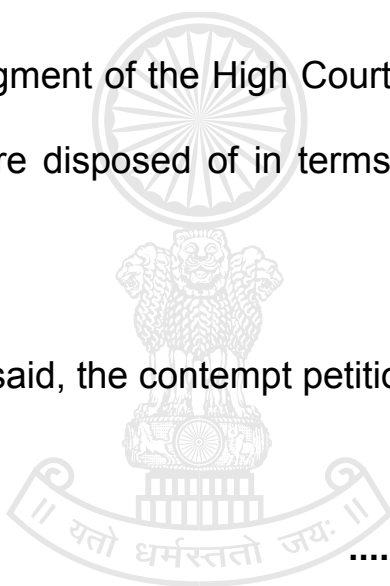 gment of the High Court
re disposed of in terms
said, the contempt petitio
॥ यतो धर्मस्ततो जयः ॥
....